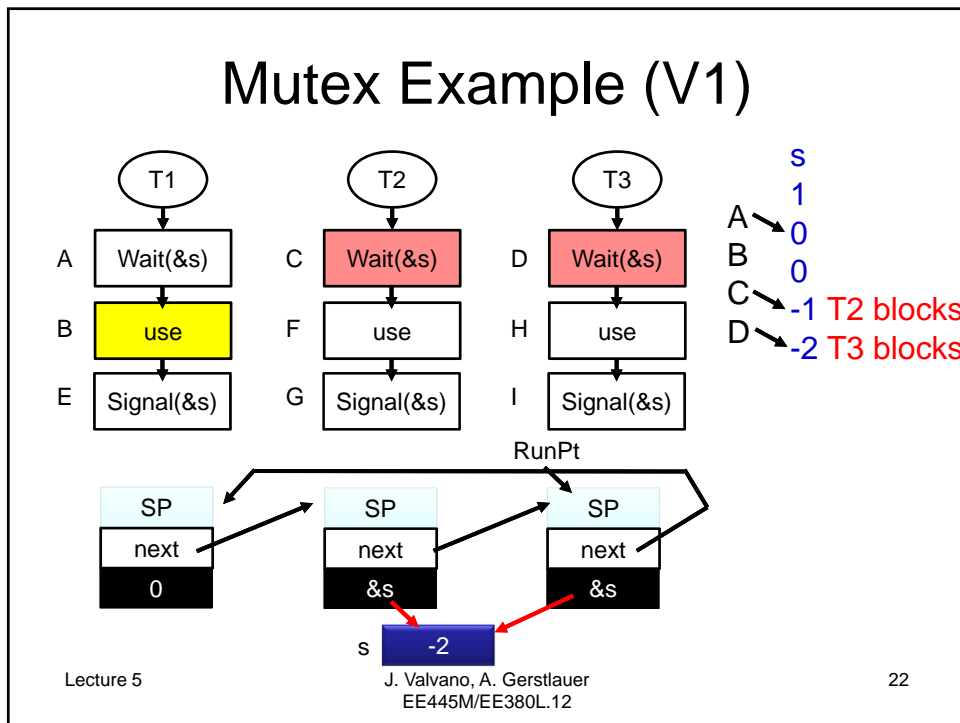 Mutex Example (V1)
T1
T2
T3
A
Wait(&s)
C
Wait(&s)
D
Wait(&s)
B
use
F
use
H
use
E
Signal(&s)
G
Signal(&s)
I
Signal(&s)
s
1
A
0
B
0
C
-1 T2 blocks
D
-2 T3 blocks
RunPt
SP
SP
SP
next
next
next
0
&s
&s
s
-2
Lecture 5
J. Valvano, A. Gerstlauer
EE445M/EE380L.12
22